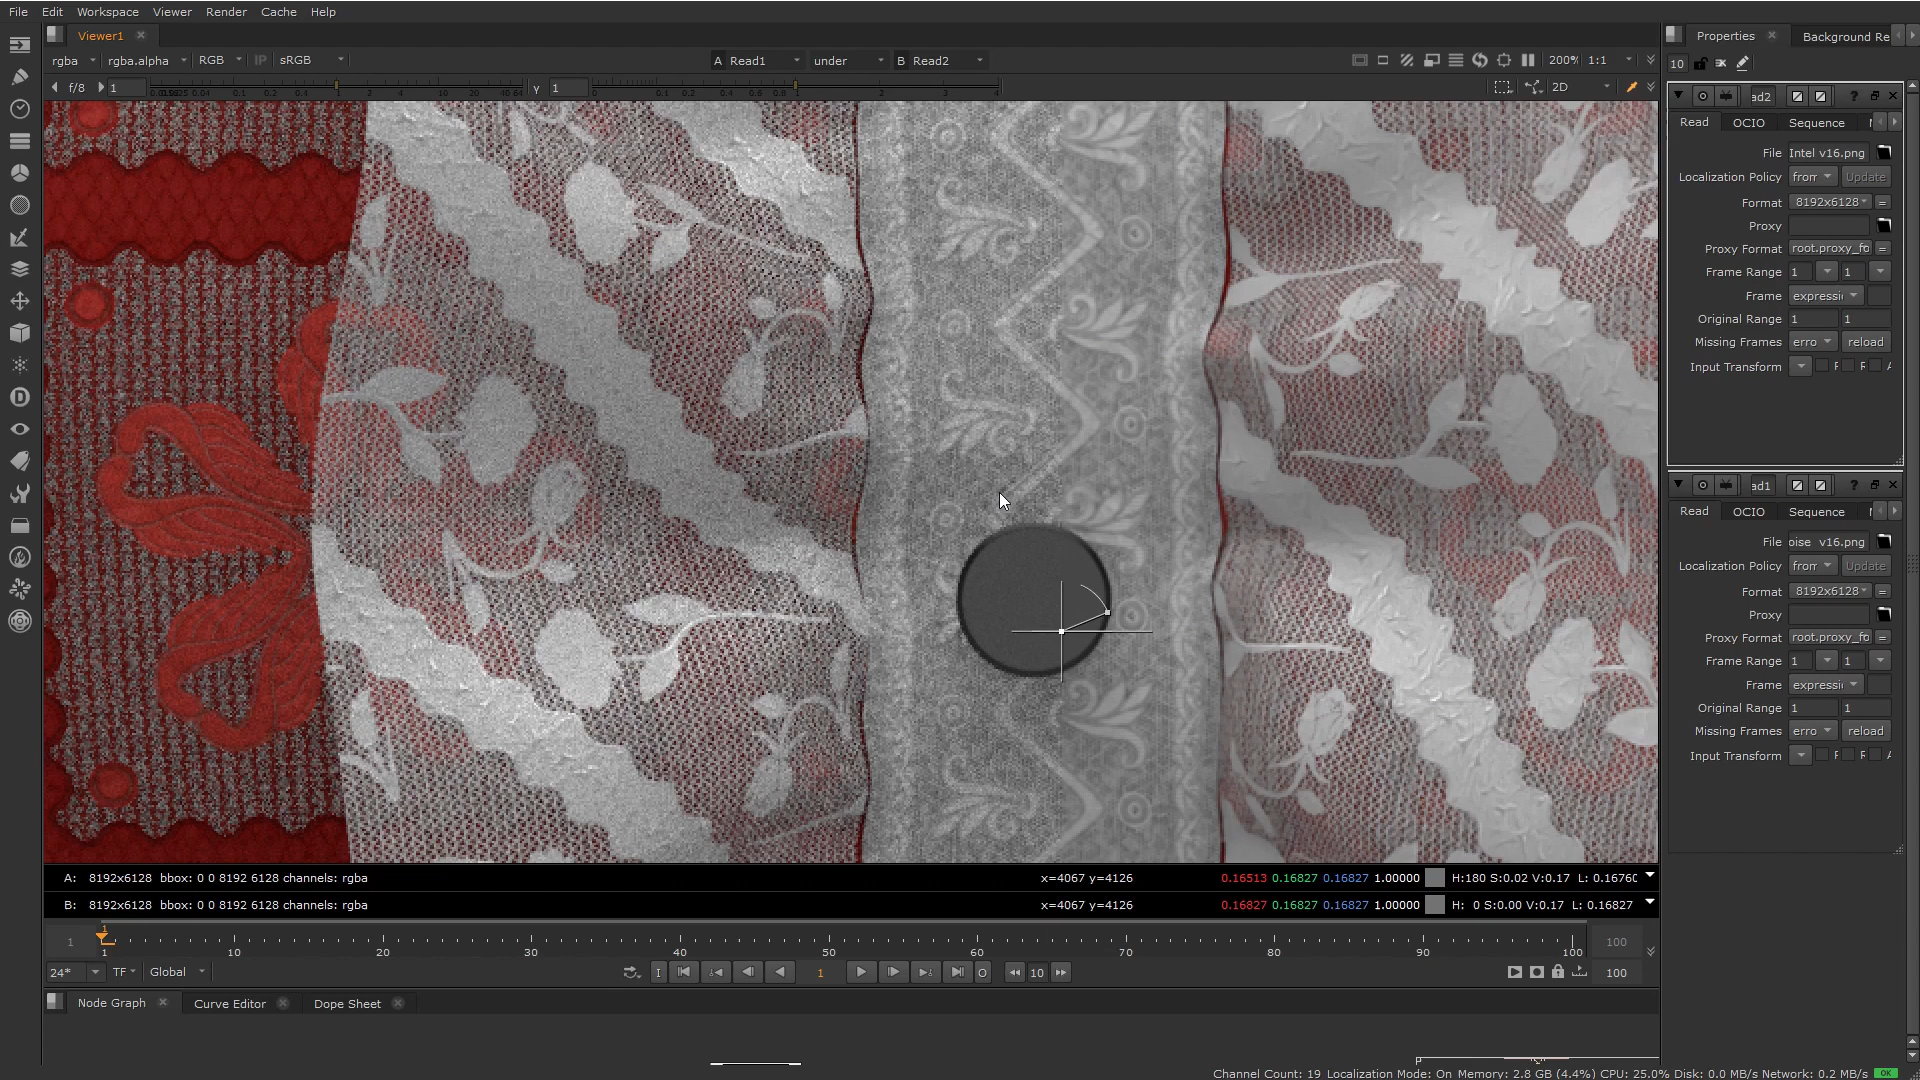 File Edit Workspace Viewer Render Cache Help
Viewer1
Properties
Background Re
rgba rgba.alpha RGB IP sRGB A Read1 under B Read2 200% 1:1
10
f/8 1 y 1 2D
ad2
Read OCIO Sequence
File Intel v16.png
Localization Policy from Update
Format 8192x6128 =
Proxy
Proxy Format root.proxy_fo =
Frame Range 1 1
Frame expressi
Original Range 1 1
Missing Frames erro reload
Input Transform
ad1
Read OCIO Sequence
File oise v16.png
Localization Policy from Update
Format 8192x6128 =
Proxy
Proxy Format root.proxy_fo =
Frame Range 1 1
Frame expressi
Original Range 1 1
Missing Frames erro reload
Input Transform
A: 8192x6128 bbox: 0 0 8192 6128 channels: rgba x=4067 y=4126 0.16513 0.16827 0.16827 1.00000 H:180 S:0.02 V:0.17 L: 0.1676
B: 8192x6128 bbox: 0 0 8192 6128 channels: rgba x=4067 y=4126 0.16827 0.16827 0.16827 1.00000 H: 0 S:0.00 V:0.17 L: 0.16827
1
1 100
1 10 20 30 40 50 60 70 80 90 100
24* TF Global I 1 O 10 100
Node Graph Curve Editor Dope Sheet
Channel Count: 19 Localization Mode: On Memory: 2.8 GB (4.4%) CPU: 25.0% Disk: 0.0 MB/s Network: 0.2 MB/s OK